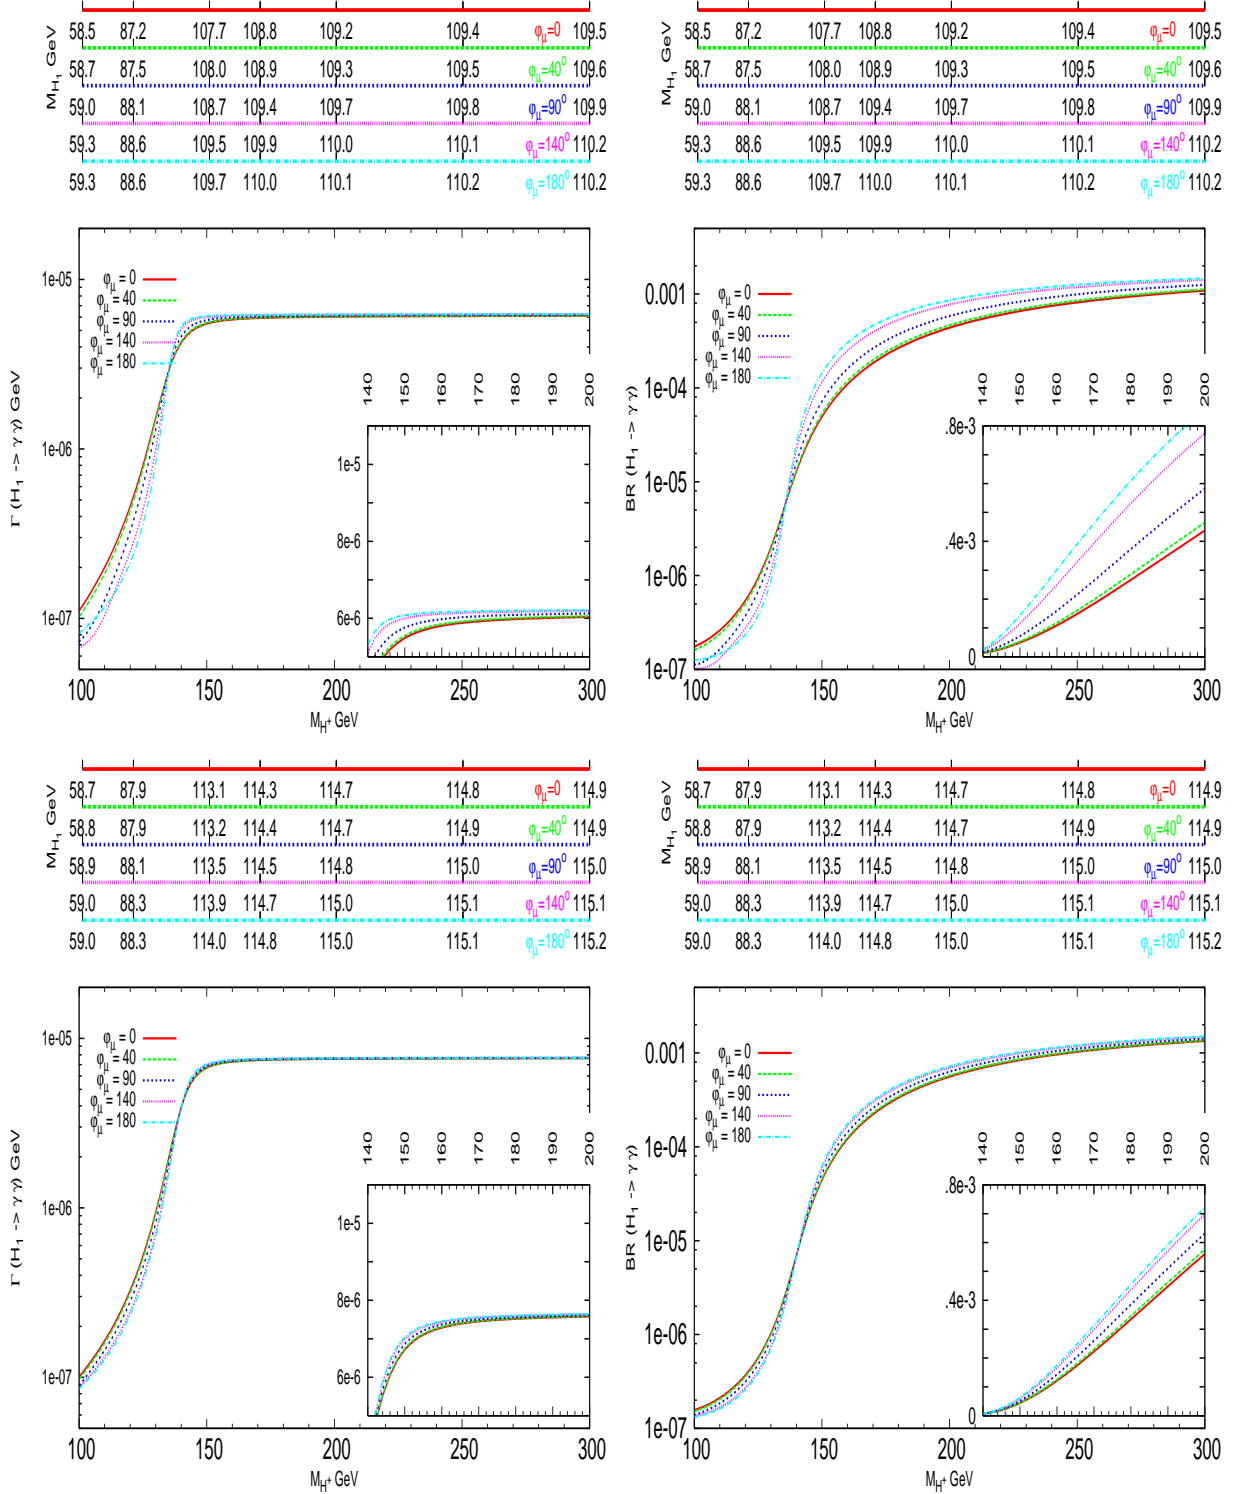 58.5 87.2 107.7 108.8 109.2 109.4 φμ=0 109.5
58.7 87.5 108.0 108.9 109.3 109.5 φμ=40⁰ 109.6
59.0 88.1 108.7 109.4 109.7 109.8 φμ=90⁰ 109.9
59.3 88.6 109.5 109.9 110.0 110.1 φμ=140⁰ 110.2
59.3 88.6 109.7 110.0 110.1 110.2 φμ=180⁰ 110.2
M_H₁ GeV
1e-05
1e-06
1e-07
Γ (H₁ -> γγ) GeV
φμ = 0
φμ = 40
φμ = 90
φμ = 140
φμ = 180
140 150 160 170 180 190 200
1e-5
8e-6
6e-6
100 150 200 250 300
M_H⁺ GeV
58.5 87.2 107.7 108.8 109.2 109.4 φμ=0 109.5
58.7 87.5 108.0 108.9 109.3 109.5 φμ=40⁰ 109.6
59.0 88.1 108.7 109.4 109.7 109.8 φμ=90⁰ 109.9
59.3 88.6 109.5 109.9 110.0 110.1 φμ=140⁰ 110.2
59.3 88.6 109.7 110.0 110.1 110.2 φμ=180⁰ 110.2
M_H₁ GeV
0.001
1e-04
1e-05
1e-06
1e-07
BR (H₁ -> γγ)
φμ = 0
φμ = 40
φμ = 90
φμ = 140
φμ = 180
140 150 160 170 180 190 200
.8e-3
.4e-3
0
100 150 200 250 300
M_H⁺ GeV
58.7 87.9 113.1 114.3 114.7 114.8 φμ=0 114.9
58.8 87.9 113.2 114.4 114.7 114.9 φμ=40⁰ 114.9
58.9 88.1 113.5 114.5 114.8 115.0 φμ=90⁰ 115.0
59.0 88.3 113.9 114.7 115.0 115.1 φμ=140⁰ 115.1
59.0 88.3 114.0 114.8 115.0 115.1 φμ=180⁰ 115.2
M_H₁ GeV
1e-05
1e-06
1e-07
Γ (H₁ -> γγ) GeV
φμ = 0
φμ = 40
φμ = 90
φμ = 140
φμ = 180
140 150 160 170 180 190 200
1e-5
8e-6
6e-6
100 150 200 250 300
M_H⁺ GeV
58.7 87.9 113.1 114.3 114.7 114.8 φμ=0 114.9
58.8 87.9 113.2 114.4 114.7 114.9 φμ=40⁰ 114.9
58.9 88.1 113.5 114.5 114.8 115.0 φμ=90⁰ 115.0
59.0 88.3 113.9 114.7 115.0 115.1 φμ=140⁰ 115.1
59.0 88.3 114.0 114.8 115.0 115.1 φμ=180⁰ 115.2
M_H₁ GeV
0.001
1e-04
1e-05
1e-06
1e-07
BR (H₁ -> γγ)
φμ = 0
φμ = 40
φμ = 90
φμ = 140
φμ = 180
140 150 160 170 180 190 200
.8e-3
.4e-3
0
100 150 200 250 300
M_H⁺ GeV